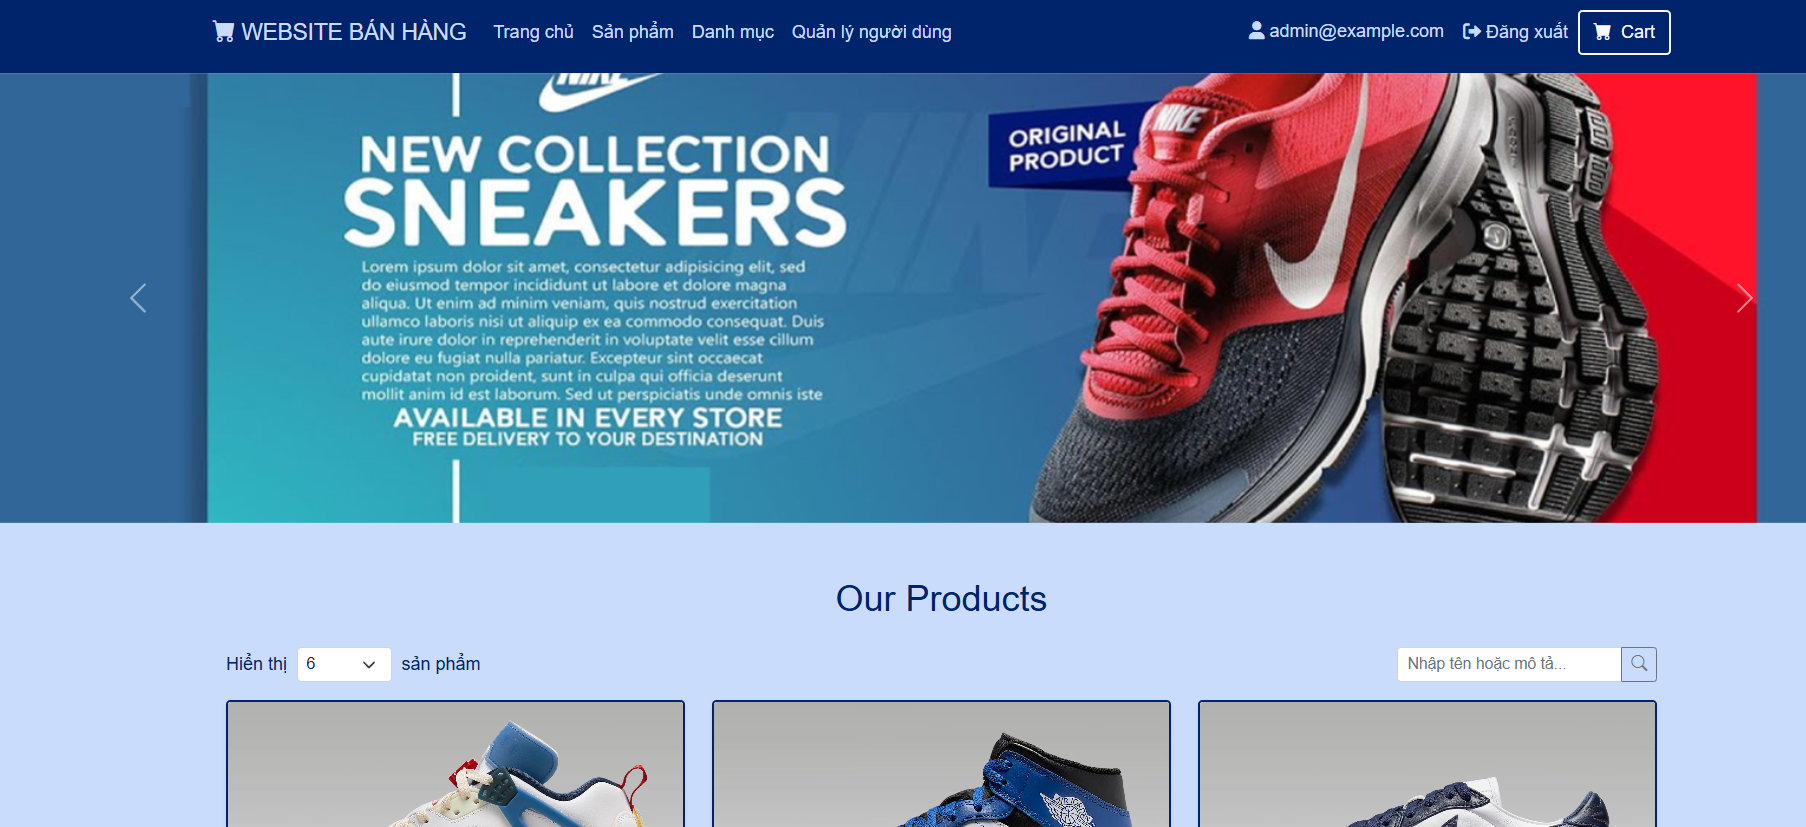 WEBSITE BÁN HÀNG Trang chủ Sản phẩm Danh mục Quản lý người dùng admin@example.com Đăng xuất Cart
NIKE
NEW COLLECTION
SNEAKERS
Lorem ipsum dolor sit amet, consectetur adipisicing elit, sed
do eiusmod tempor incididunt ut labore et dolore magna
aliqua. Ut enim ad minim veniam, quis nostrud exercitation
ullamco laboris nisi ut aliquip ex ea commodo consequat. Duis
aute irure dolor in reprehenderit in voluptate velit esse cillum
dolore eu fugiat nulla pariatur. Excepteur sint occaecat
cupidatat non proident, sunt in culpa qui officia deserunt
mollit anim id est laborum. Sed ut perspiciatis unde omnis iste
AVAILABLE IN EVERY STORE
FREE DELIVERY TO YOUR DESTINATION
ORIGINAL
PRODUCT
NIKE
Our Products
Hiển thị 6 sản phẩm
Nhập tên hoặc mô tả...